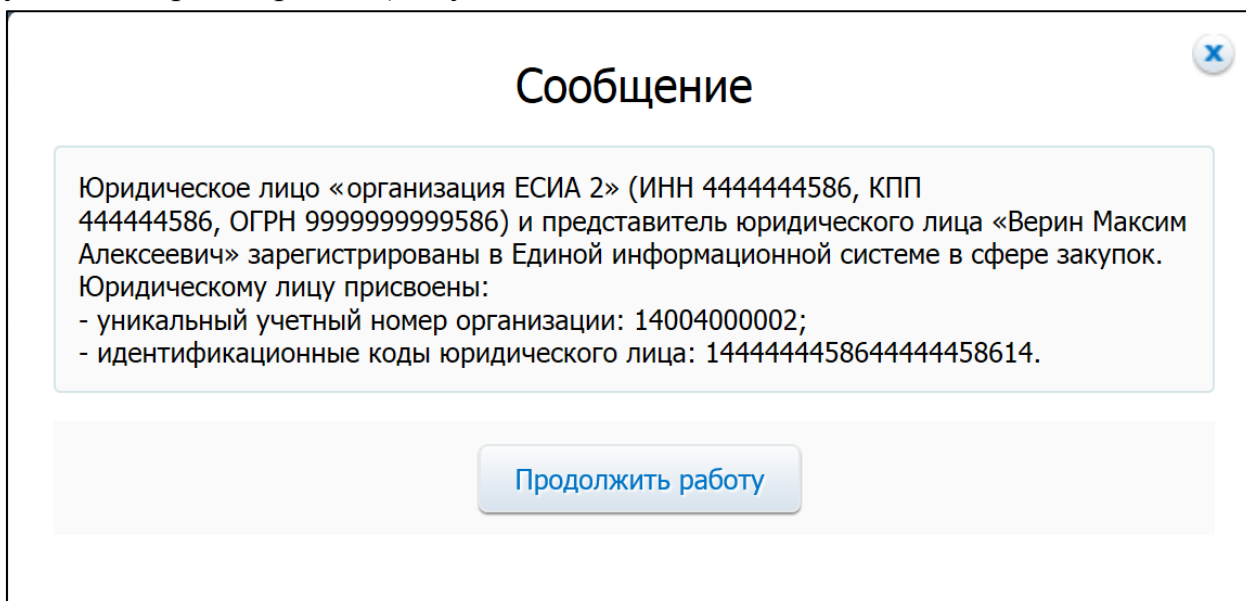 Сообщение
Юридическое лицо «организация ЕСИА 2» (ИНН 4444444586, КПП
444444586, ОГРН 9999999999586) и представитель юридического лица «Верин Максим
Алексеевич» зарегистрированы в Единой информационной системе в сфере закупок.
Юридическому лицу присвоены:
- уникальный учетный номер организации: 14004000002;
- идентификационные коды юридического лица: 1444444458644444458614.
Продолжить работу